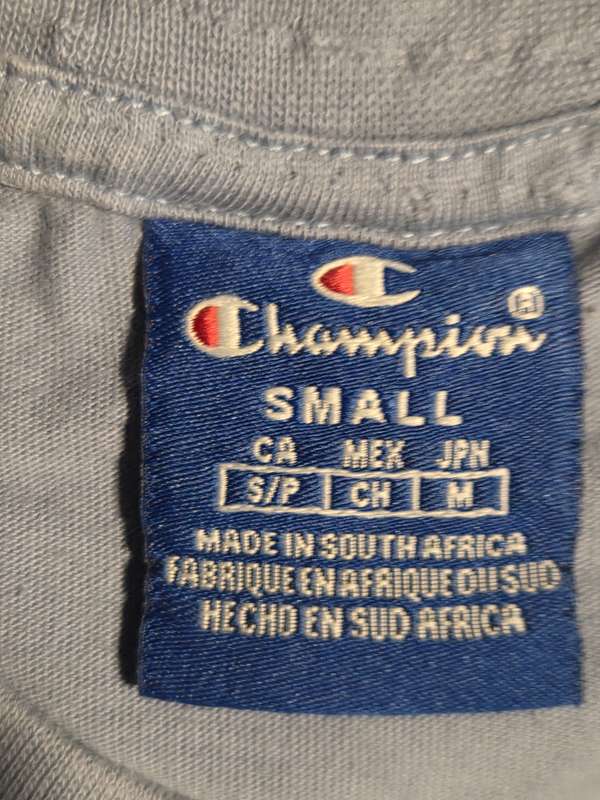 Champion®
SMALL
CA MEX JPN
S/P CH M
MADE IN SOUTH AFRICA
FABRIQUE EN AFRIQUE DU SUD
HECHO EN SUD AFRICA